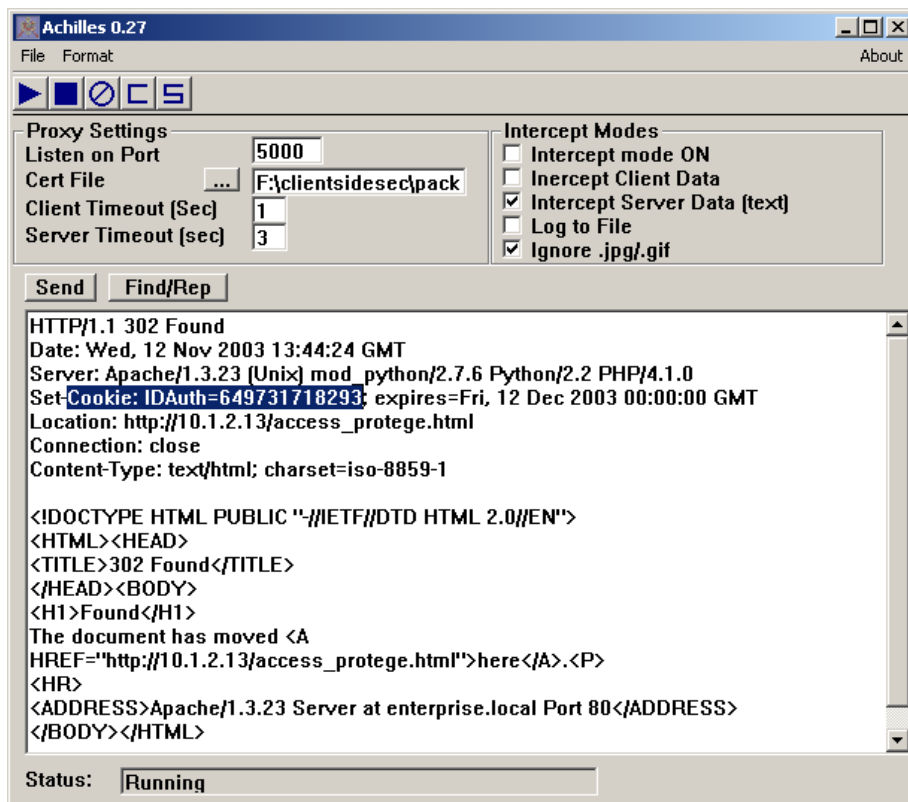 Achilles 0.27
File Format About
Proxy Settings
Listen on Port 5000
Cert File ... F:\clientsidesec\pack
Client Timeout (Sec) 1
Server Timeout (sec) 3
Intercept Modes
Intercept mode ON
Inercept Client Data
Intercept Server Data (text)
Log to File
Ignore .jpg/.gif
Send Find/Rep
HTTP/1.1 302 Found
Date: Wed, 12 Nov 2003 13:44:24 GMT
Server: Apache/1.3.23 (Unix) mod_python/2.7.6 Python/2.2 PHP/4.1.0
Set-Cookie: IDAuth=649731718293; expires=Fri, 12 Dec 2003 00:00:00 GMT
Location: http://10.1.2.13/access_protege.html
Connection: close
Content-Type: text/html; charset=iso-8859-1
<!DOCTYPE HTML PUBLIC "-//IETF//DTD HTML 2.0//EN">
<HTML><HEAD>
<TITLE>302 Found</TITLE>
</HEAD><BODY>
<H1>Found</H1>
The document has moved <A
HREF="http://10.1.2.13/access_protege.html">here</A>.<P>
<HR>
<ADDRESS>Apache/1.3.23 Server at enterprise.local Port 80</ADDRESS>
</BODY></HTML>
Status: Running